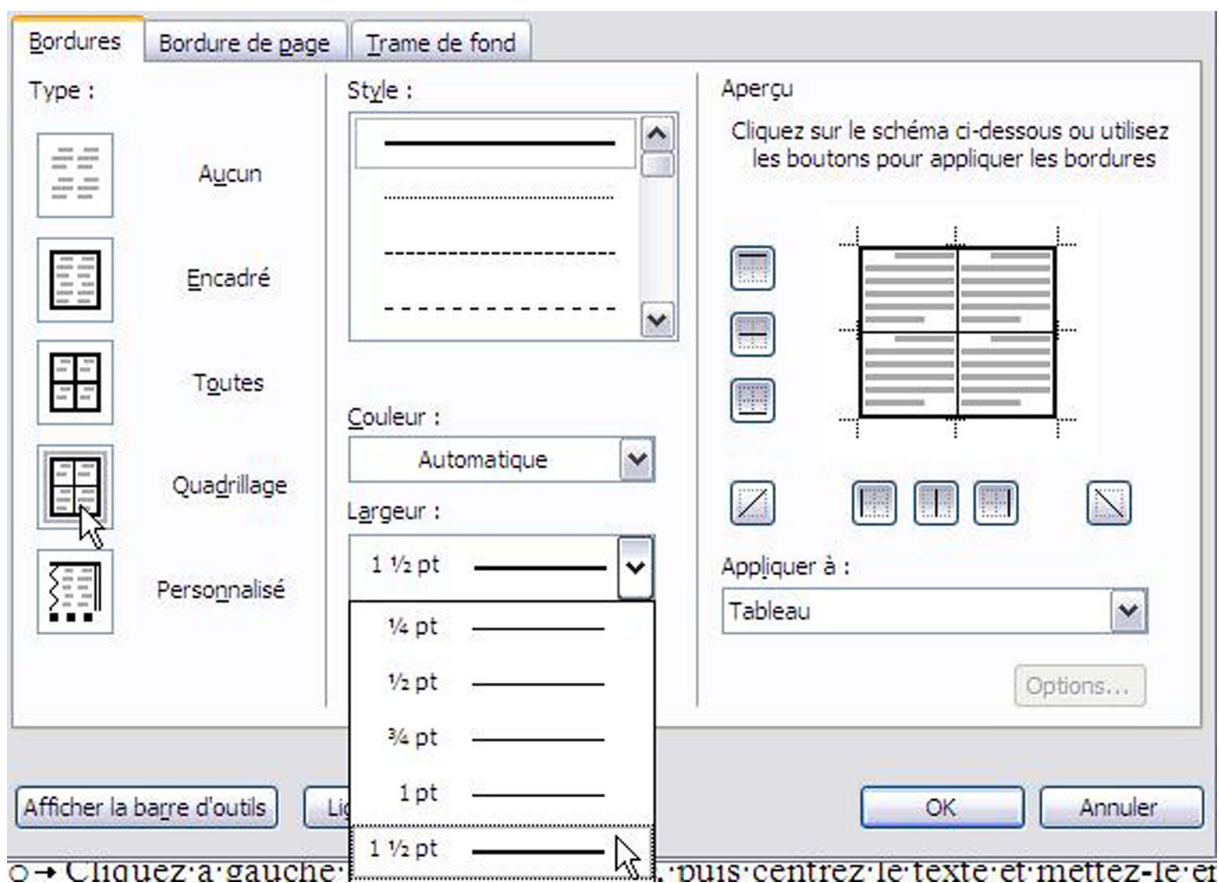 Bordures
Bordure de page
Trame de fond
Type :
Aucun
Encadré
Toutes
Quadrillage
Personnalisé
Style :
Couleur :
Automatique
Largeur :
1 ½ pt
¼ pt
½ pt
¾ pt
1 pt
1 ½ pt
Aperçu
Cliquez sur le schéma ci-dessous ou utilisez
les boutons pour appliquer les bordures
Appliquer à :
Tableau
Options...
Afficher la barre d'outils
OK
Annuler
Cliquez·à·gauche· ,·puis·centrez·le·texte·et·mettez-le·